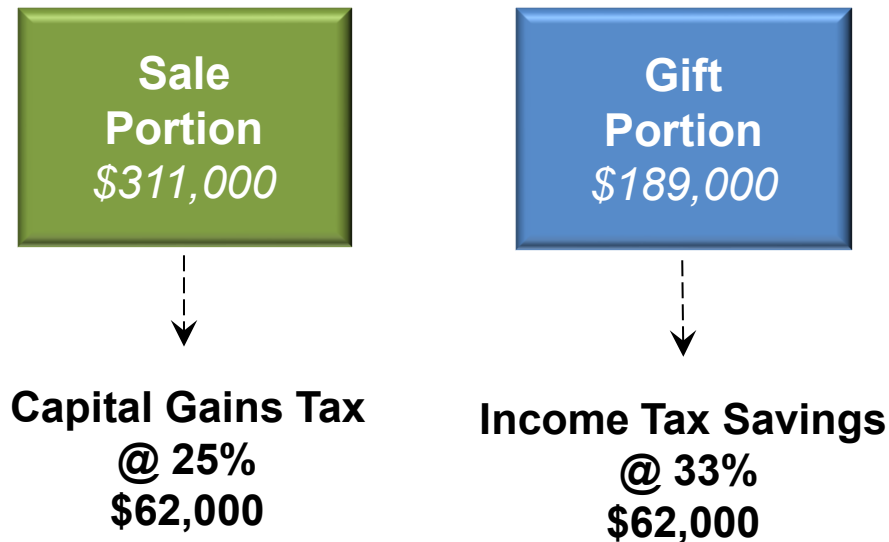 Sale
Portion
$311,000
Gift
Portion
$189,000
Capital Gains Tax
@ 25%
$62,000
Income Tax Savings
@ 33%
$62,000